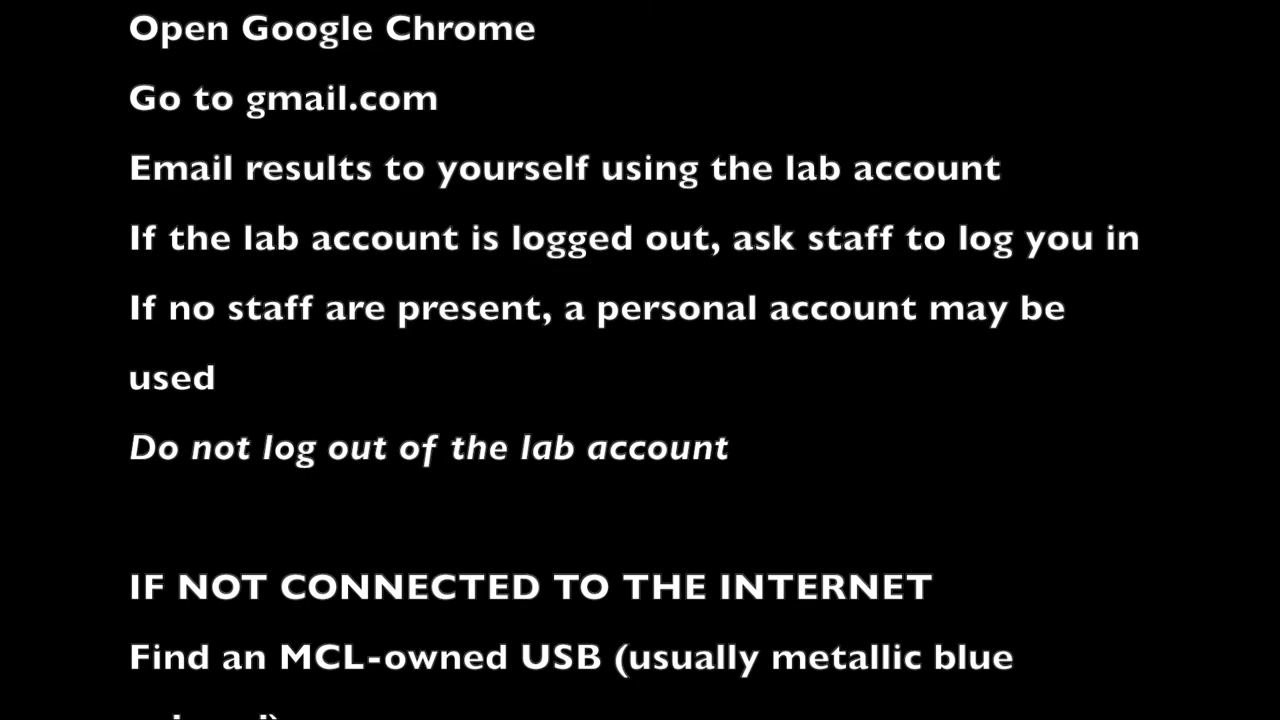 Open Google Chrome
Go to gmail.com
Email results to yourself using the lab account
If the lab account is logged out, ask staff to log you in
If no staff are present, a personal account may be
used
Do not log out of the lab account
IF NOT CONNECTED TO THE INTERNET
Find an MCL-owned USB (usually metallic blue